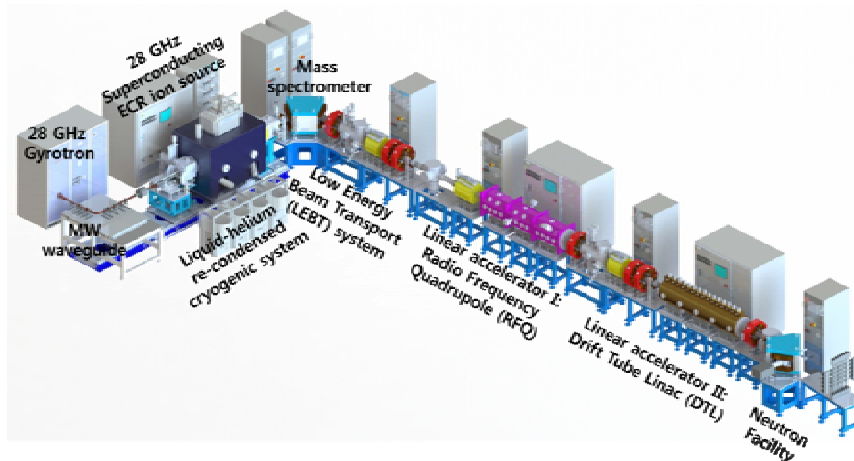 28 GHz
Superconducting
ECR ion source
Mass
spectrometer
28 GHz
Gyrotron
MW
waveguide
Liquid-helium
re-condensed
cryogenic system
Low Energy
Beam Transport
(LEBT) system
Linear accelerator I:
Radio Frequency
Quadrupole (RFQ)
Linear accelerator II:
Drift Tube Linac (DTL)
Neutron
Facility